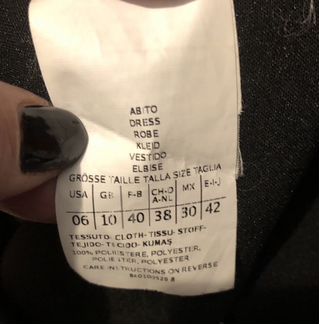 ABITO
DRESS
ROBE
KLEID
VESTIDO
ELBISE
GRÖSSE TAILLE TALLA SIZE TAGLIA
USA GB F-B CH-D A-NL MX E-I-J
06 10 40 38 30 42
TESSUTO-CLOTH-TISSU-STOFF-
TEJIDO-TECIDO-KUMAŞ
100% POLIESTERE, POLYESTER,
POLIESTER, POLYESTER
CARE INSTRUCTIONS ON REVERSE